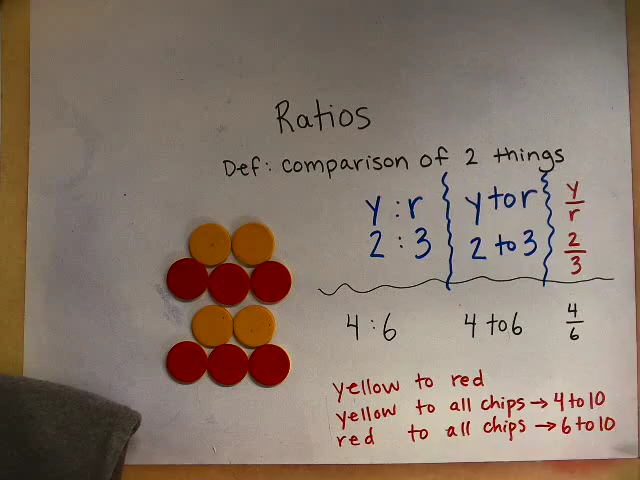 Ratios
Def: comparison of 2 things
y : r y to r y/r
2 : 3 2 to 3 2/3
4 : 6 4 to 6 4/6
yellow to red
yellow to all chips → 4 to 10
red to all chips → 6 to 10